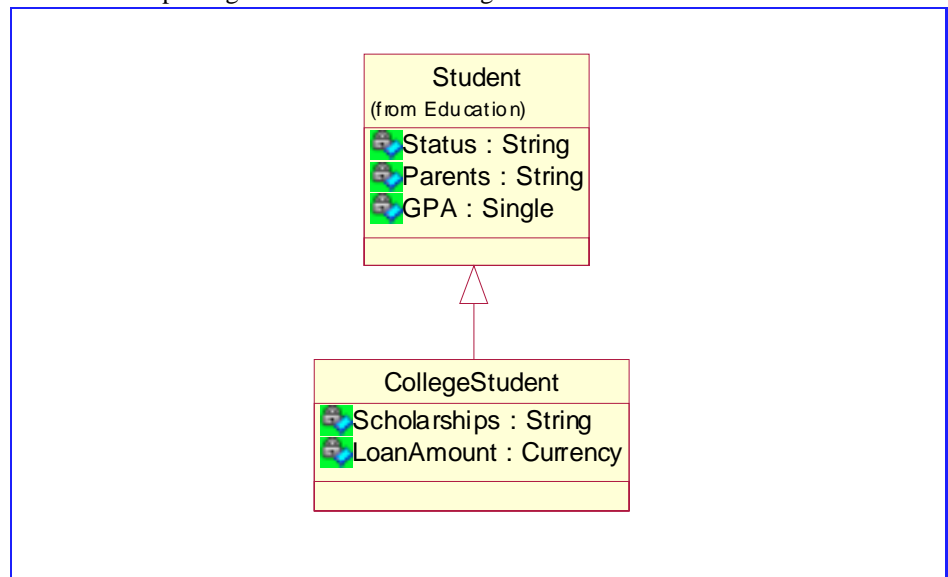 Student
(from Education)
Status : String
Parents : String
GPA : Single
CollegeStudent
Scholarships : String
LoanAmount : Currency